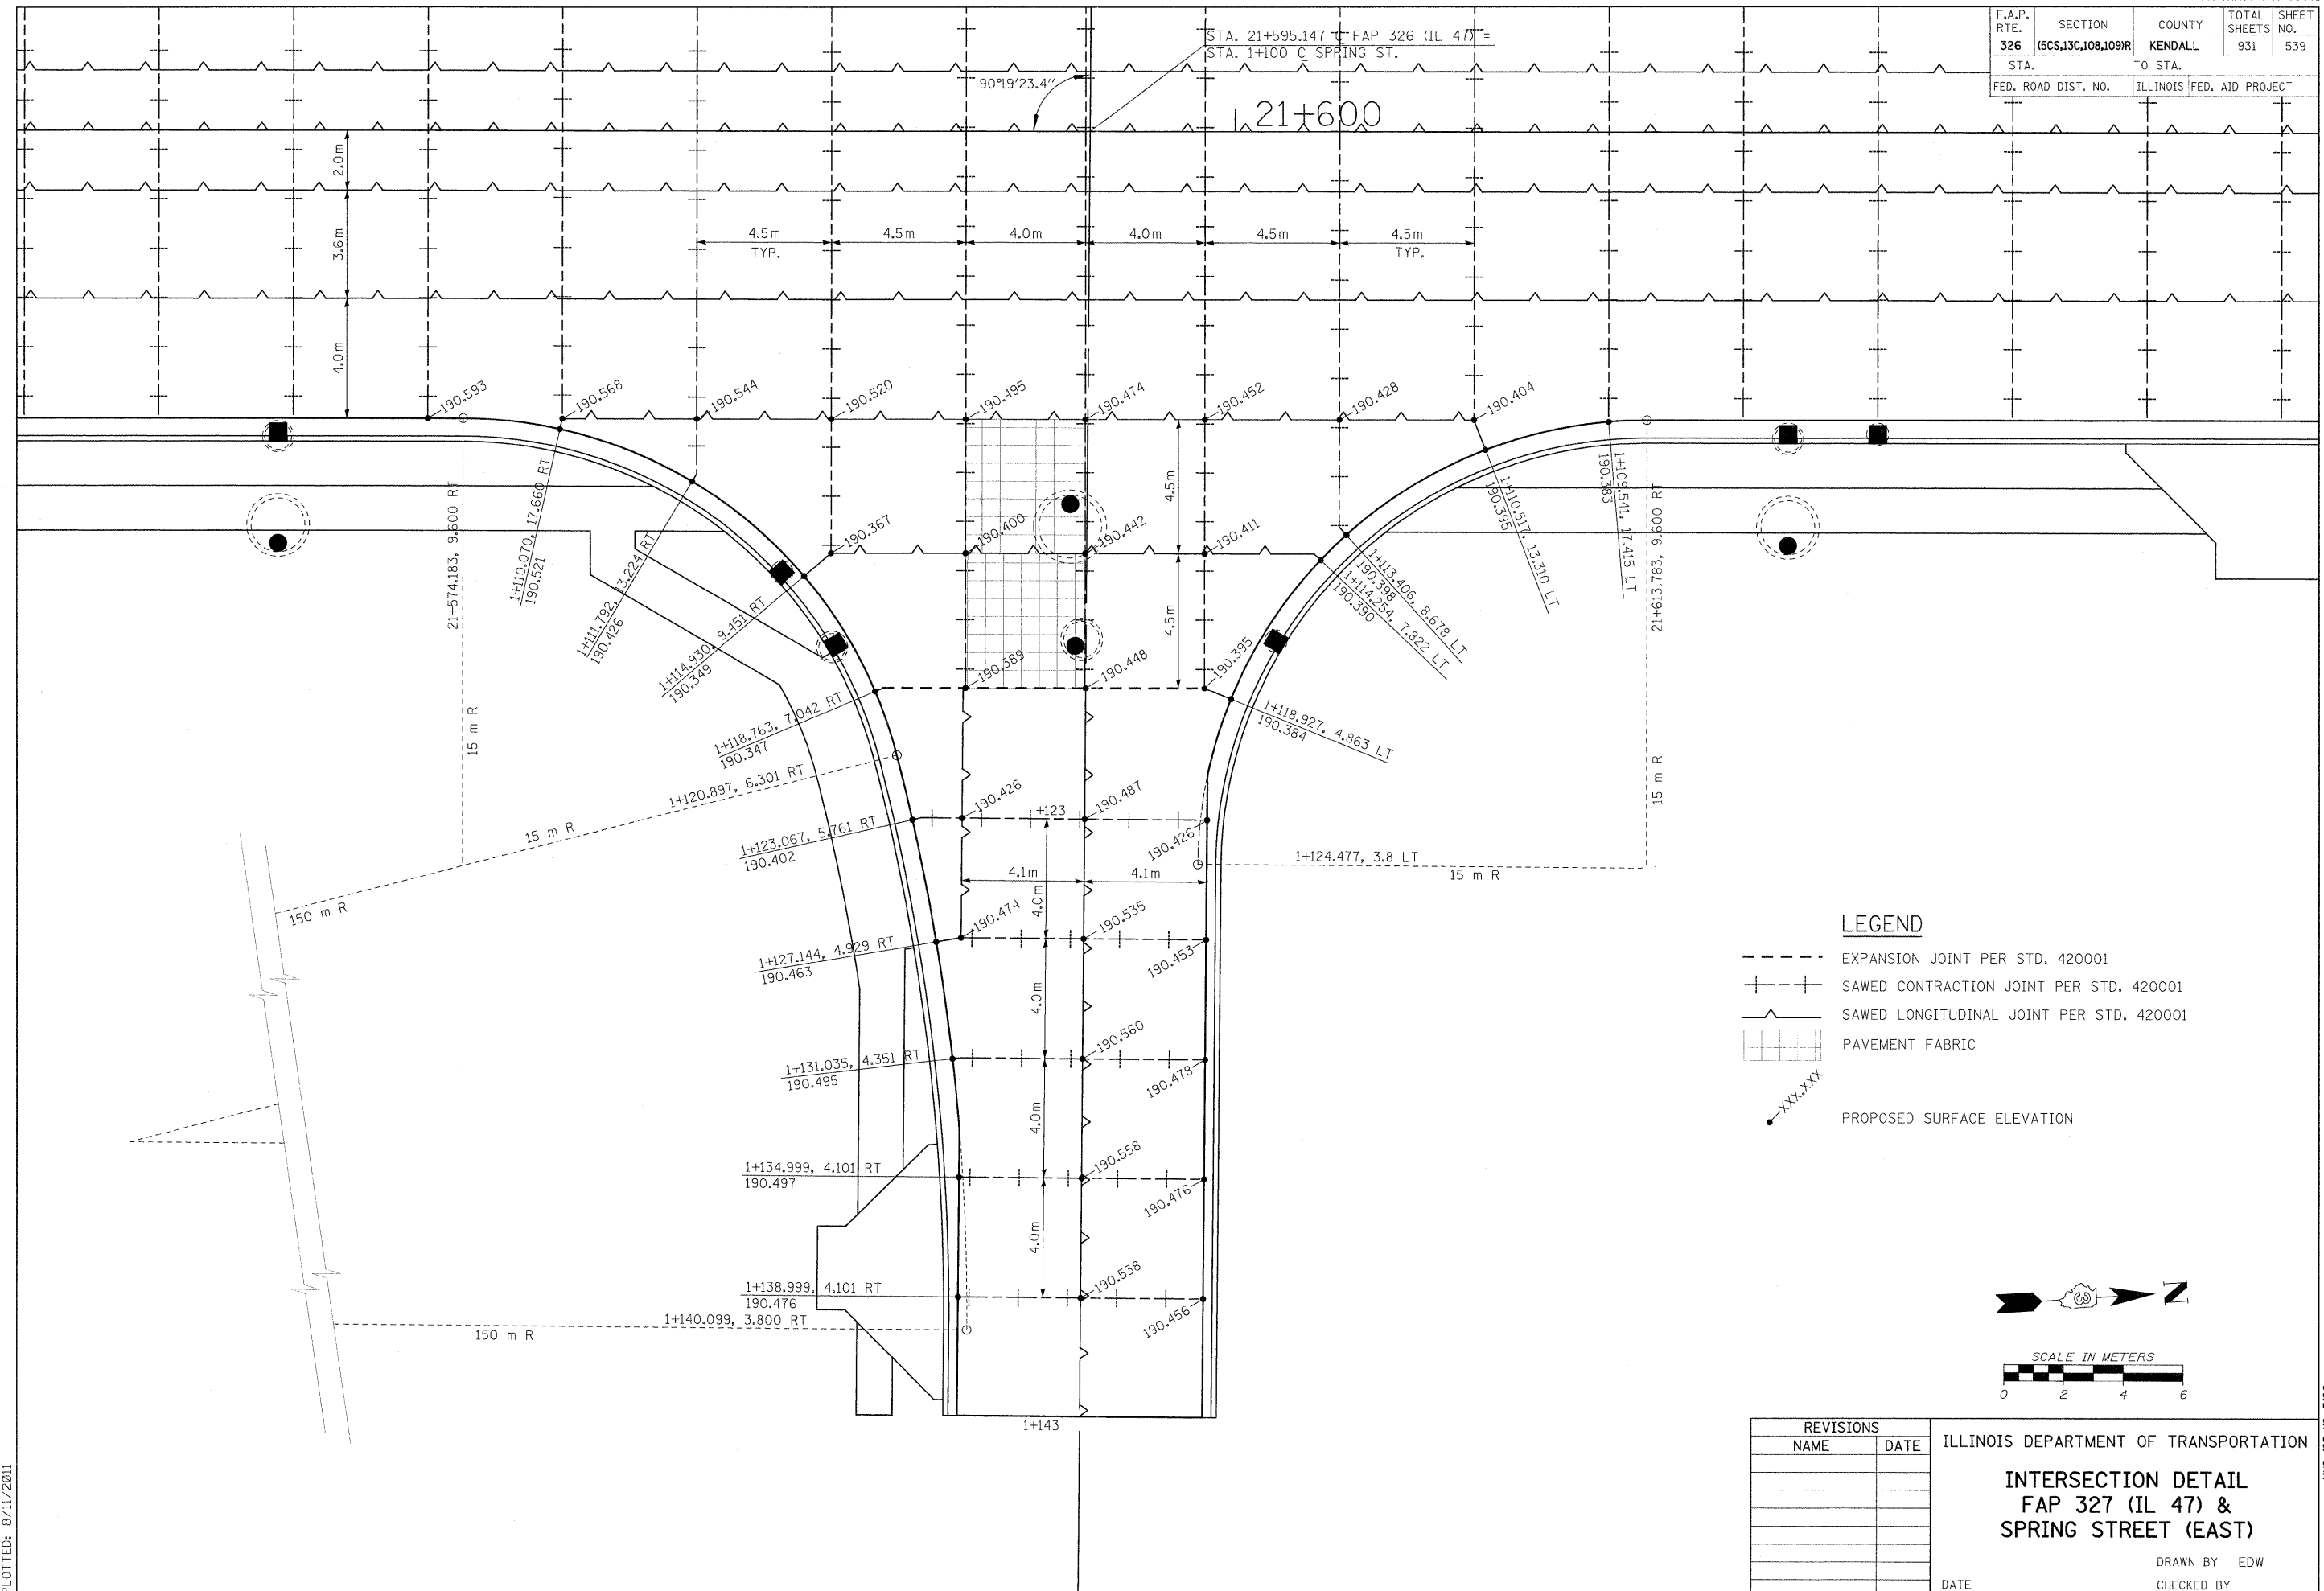 F.A.P. RTE. SECTION COUNTY TOTAL SHEETS SHEET NO.
326 (5CS,13C,108,109)R KENDALL 931 539
STA. TO STA.
FED. ROAD DIST. NO. ILLINOIS FED. AID PROJECT
STA. 21+595.147 ℄ FAP 326 (IL 47) =
STA. 1+100 ℄ SPRING ST.
90°19'23.4"
21+600
2.0m
3.6m
4.0m
4.5m TYP.
4.5m
4.0m
4.0m
4.5m
4.5m TYP.
190.593
190.568
190.544
190.520
190.495
190.474
190.452
190.428
190.404
4.5m
4.5m
190.367
190.400
190.442
190.411
190.389
190.448
190.395
21+574.183, 9.600 RT
15 m R
1+110.070, 17.660 RT
190.521
1+111.792, 13.224 RT
190.426
1+114.930, 9.451 RT
190.349
1+118.763, 7.042 RT
190.347
1+120.897, 6.301 RT
15 m R
150 m R
1+109.541, 17.415 LT
190.383
1+110.517, 13.310 LT
190.395
1+113.406, 8.678 LT
190.398
1+114.254, 7.822 LT
190.390
1+118.927, 4.863 LT
190.384
21+613.783, 9.600 RT
15 m R
1+124.477, 3.8 LT
15 m R
1+123.067, 5.761 RT
190.402
190.426
+123
190.487
190.426
4.1m
4.1m
4.0m
1+127.144, 4.929 RT
190.463
190.474
190.535
190.453
4.0m
1+131.035, 4.351 RT
190.495
190.560
190.478
4.0m
1+134.999, 4.101 RT
190.497
190.558
190.476
4.0m
1+138.999, 4.101 RT
190.476
190.538
190.456
1+140.099, 3.800 RT
150 m R
1+143
LEGEND
EXPANSION JOINT PER STD. 420001
SAWED CONTRACTION JOINT PER STD. 420001
SAWED LONGITUDINAL JOINT PER STD. 420001
PAVEMENT FABRIC
XXX.XXX
PROPOSED SURFACE ELEVATION
3
N
SCALE IN METERS
0 2 4 6
REVISIONS
NAME DATE
ILLINOIS DEPARTMENT OF TRANSPORTATION
INTERSECTION DETAIL
FAP 327 (IL 47) &
SPRING STREET (EAST)
DRAWN BY EDW
DATE CHECKED BY
PLOTTED: 8/11/2011